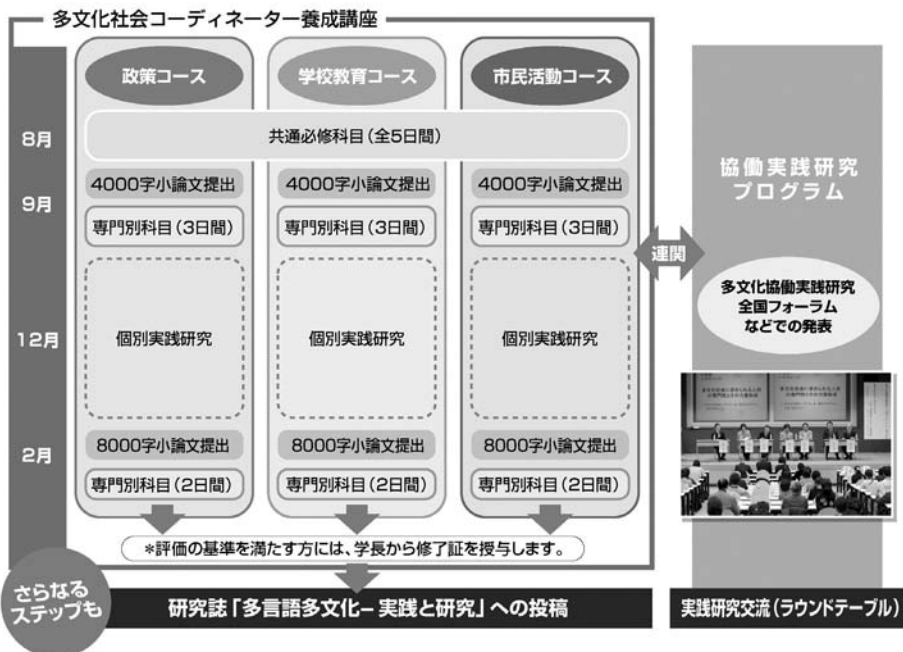 多文化社会コーディネーター養成講座
政策コース
学校教育コース
市民活動コース
8月
共通必修科目(全5日間)
9月
4000字小論文提出
4000字小論文提出
4000字小論文提出
専門別科目(3日間)
専門別科目(3日間)
専門別科目(3日間)
12月
個別実践研究
個別実践研究
個別実践研究
2月
8000字小論文提出
8000字小論文提出
8000字小論文提出
専門別科目(2日間)
専門別科目(2日間)
専門別科目(2日間)
*評価の基準を満たす方には、学長から修了証を授与します。
さらなる
ステップも
研究誌「多言語多文化−実践と研究」への投稿
連関
協働実践研究
プログラム
多文化協働実践研究
全国フォーラム
などでの発表
実践研究交流(ラウンドテーブル)